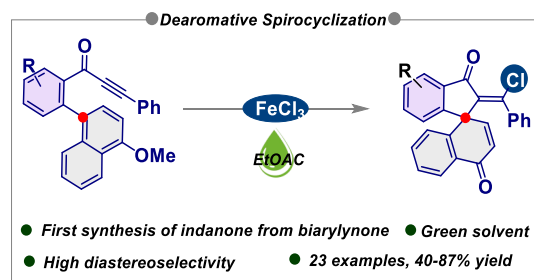 Dearomative Spirocyclization
O
R
Ph
OMe
FeCl₃
EtOAC
O
R
Cl
Ph
O
First synthesis of indanone from biarylynone
Green solvent
High diastereoselectivity
23 examples, 40-87% yield